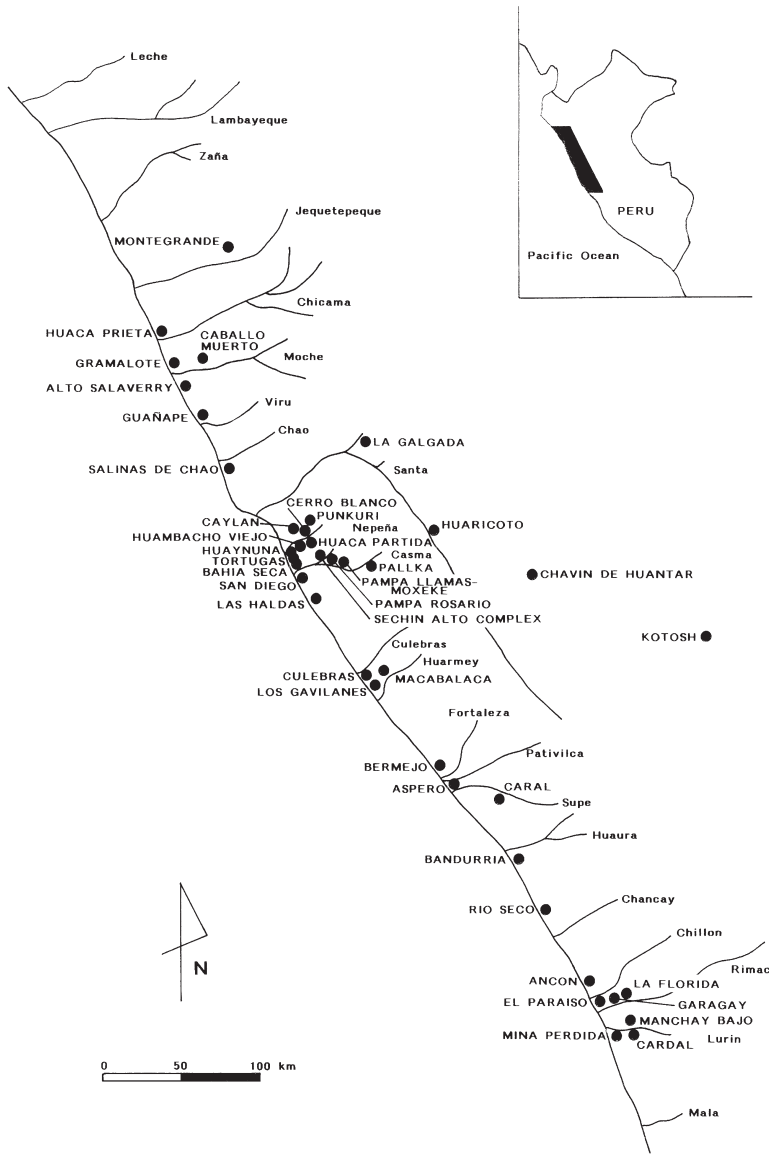 Leche
Lambayeque
Zaña
PERU
Jequetepeque
MONTEGRANDE
Pacific Ocean
Chicama
HUACA PRIETA
CABALLO
MUERTO
GRAMALOTE
Moche
ALTO SALAVERRY
Viru
GUAÑAPE
Chao
LA GALGADA
SALINAS DE CHAO
Santa
CERRO BLANCO
PUNKURI
CAYLAN
Nepeña
HUARICOTO
HUAMBACHO VIEJO
HUACA PARTIDA
HUAYNUNA
Casma
TORTUGAS
PALLKA
BAHIA SECA
CHAVIN DE HUANTAR
PAMPA LLAMAS-
MOXEKE
SAN DIEGO
PAMPA ROSARIO
LAS HALDAS
SECHIN ALTO COMPLEX
KOTOSH
Culebras
Huarmey
CULEBRAS
MACABALACA
LOS GAVILANES
Fortaleza
Pativilca
BERMEJO
ASPERO
CARAL
Supe
Huaura
BANDURRIA
Chancay
RIO SECO
Chillon
Rimac
N
ANCON
LA FLORIDA
EL PARAISO
GARAGAY
MANCHAY BAJO
MINA PERDIDA
Lurin
CARDAL
0 50 100 km
Mala